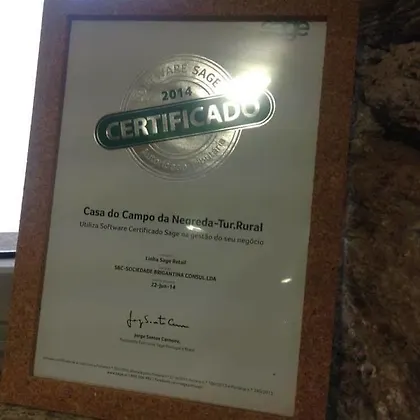 sage
SOFTWARE SAGE
2014
CERTIFICADO
Casa do Campo da Negreda-Tur.Rural
Utiliza Software Certificado Sage na gestão do seu negócio
Linha Sage Retail
SBC-SOCIEDADE BRIGANTINA CONSUL.LDA
22-Jun-14
Jorge Santos Carneiro,